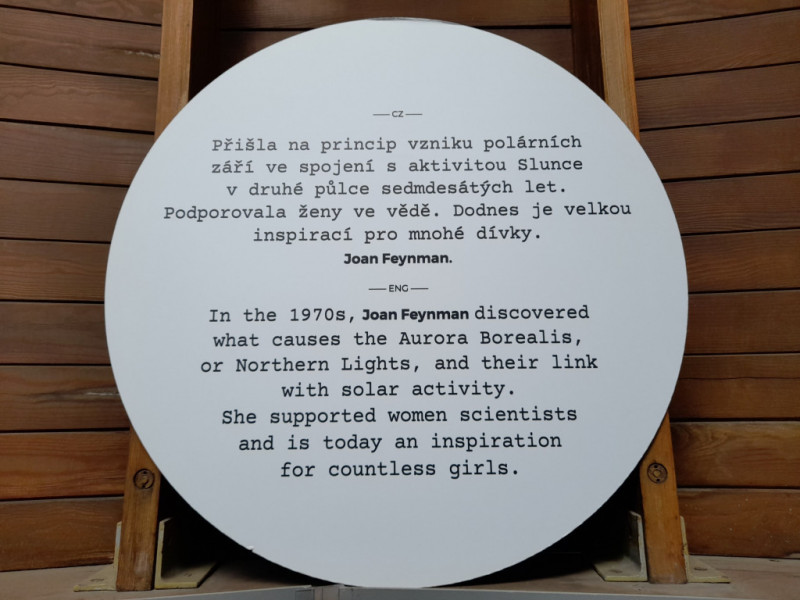 CZ
Přišla na princip vzniku polárních
září ve spojení s aktivitou Slunce
v druhé půlce sedmdesátých let.
Podporovala ženy ve vědě. Dodnes je velkou
inspirací pro mnohé dívky.
Joan Feynman.
ENG
In the 1970s, Joan Feynman discovered
what causes the Aurora Borealis,
or Northern Lights, and their link
with solar activity.
She supported women scientists
and is today an inspiration
for countless girls.